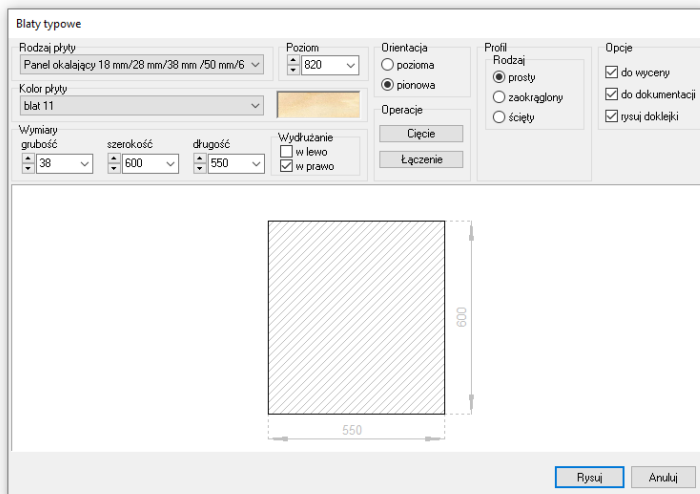 Blaty typowe
Rodzaj płyty
Panel okalający 18 mm/28 mm/38 mm /50 mm/6
Poziom
820
Orientacja
pozioma
pionowa
Profil
Rodzaj
prosty
zaokrąglony
ścięty
Opcje
do wyceny
do dokumentacji
rysuj doklejki
Kolor płyty
blat 11
Operacje
Cięcie
Łączenie
Wymiary
grubość
38
szerokość
600
długość
550
Wydłużanie
w lewo
w prawo
600
550
Rysuj
Anuluj